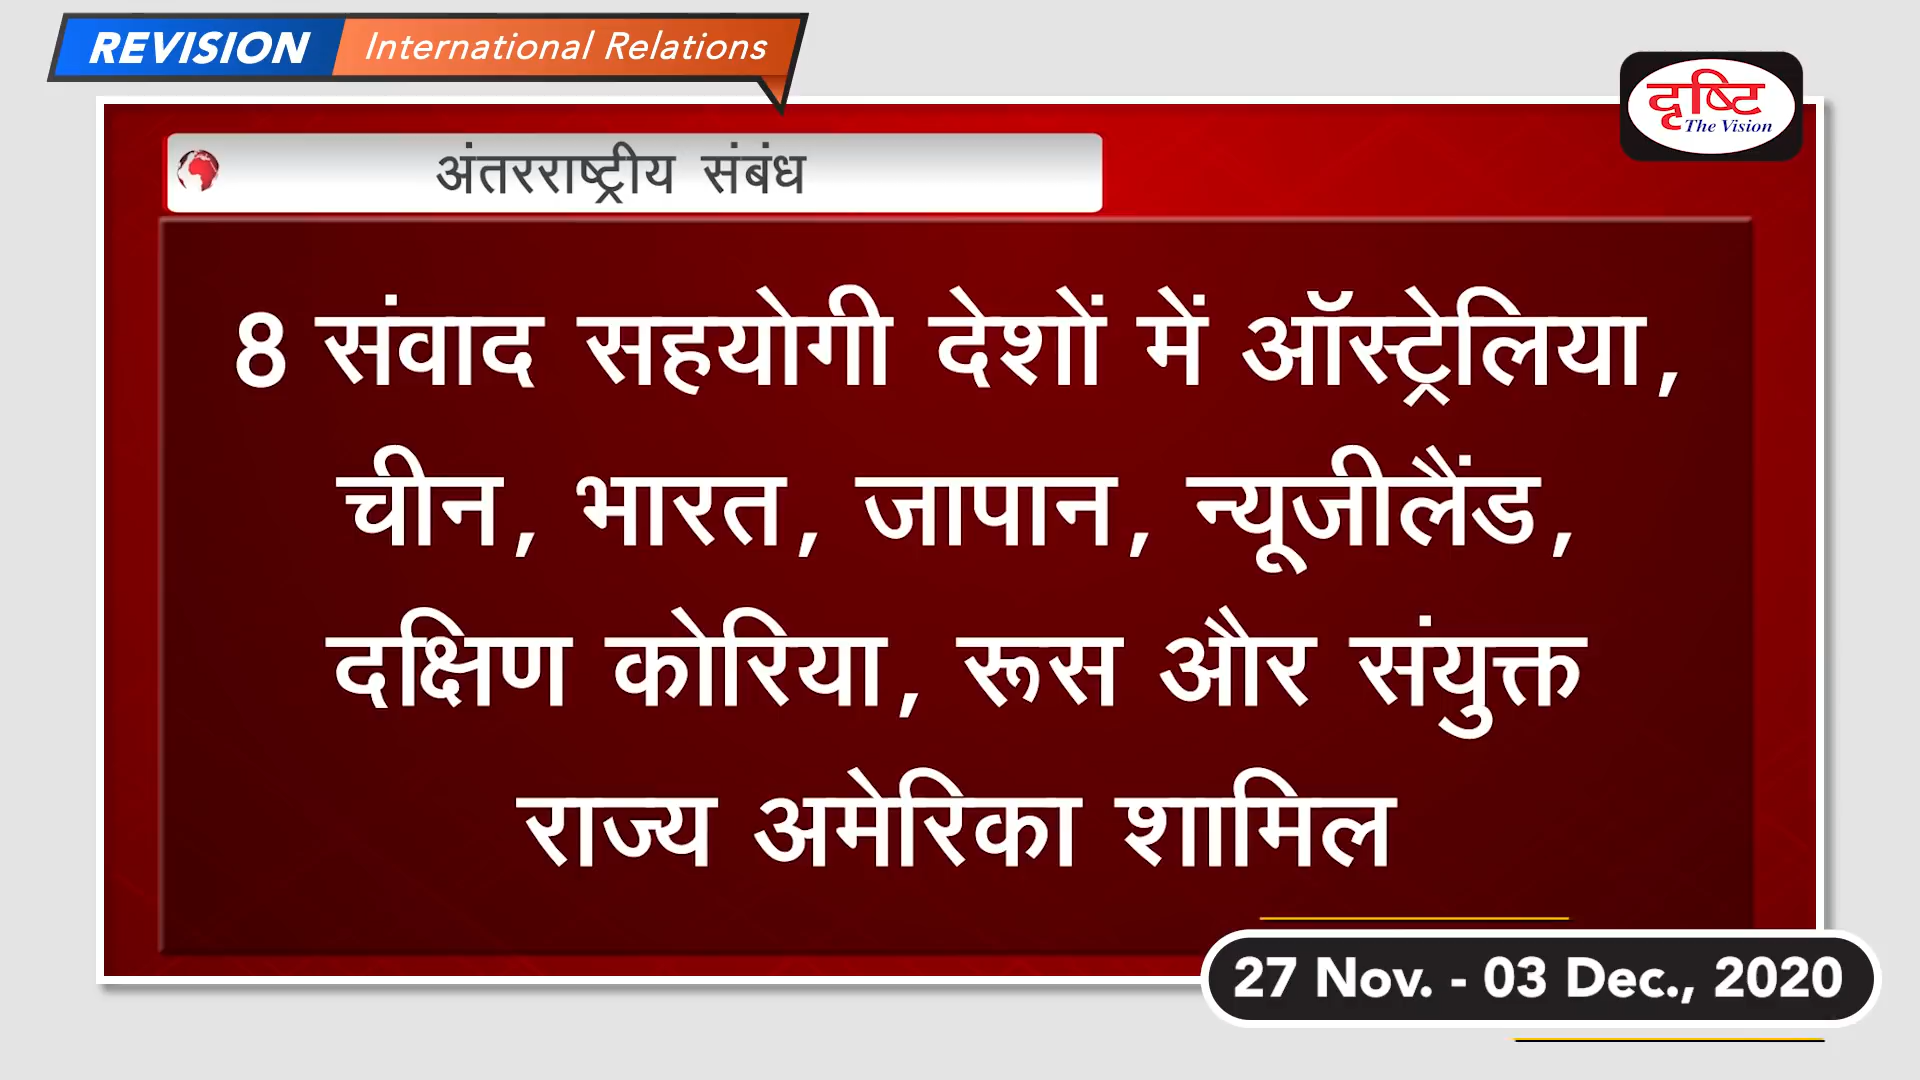 REVISION International Relations
दृष्टि
The Vision
अंतरराष्ट्रीय संबंध
8 संवाद सहयोगी देशों में ऑस्ट्रेलिया,
चीन, भारत, जापान, न्यूजीलैंड,
दक्षिण कोरिया, रूस और संयुक्त
राज्य अमेरिका शामिल
27 Nov. - 03 Dec., 2020